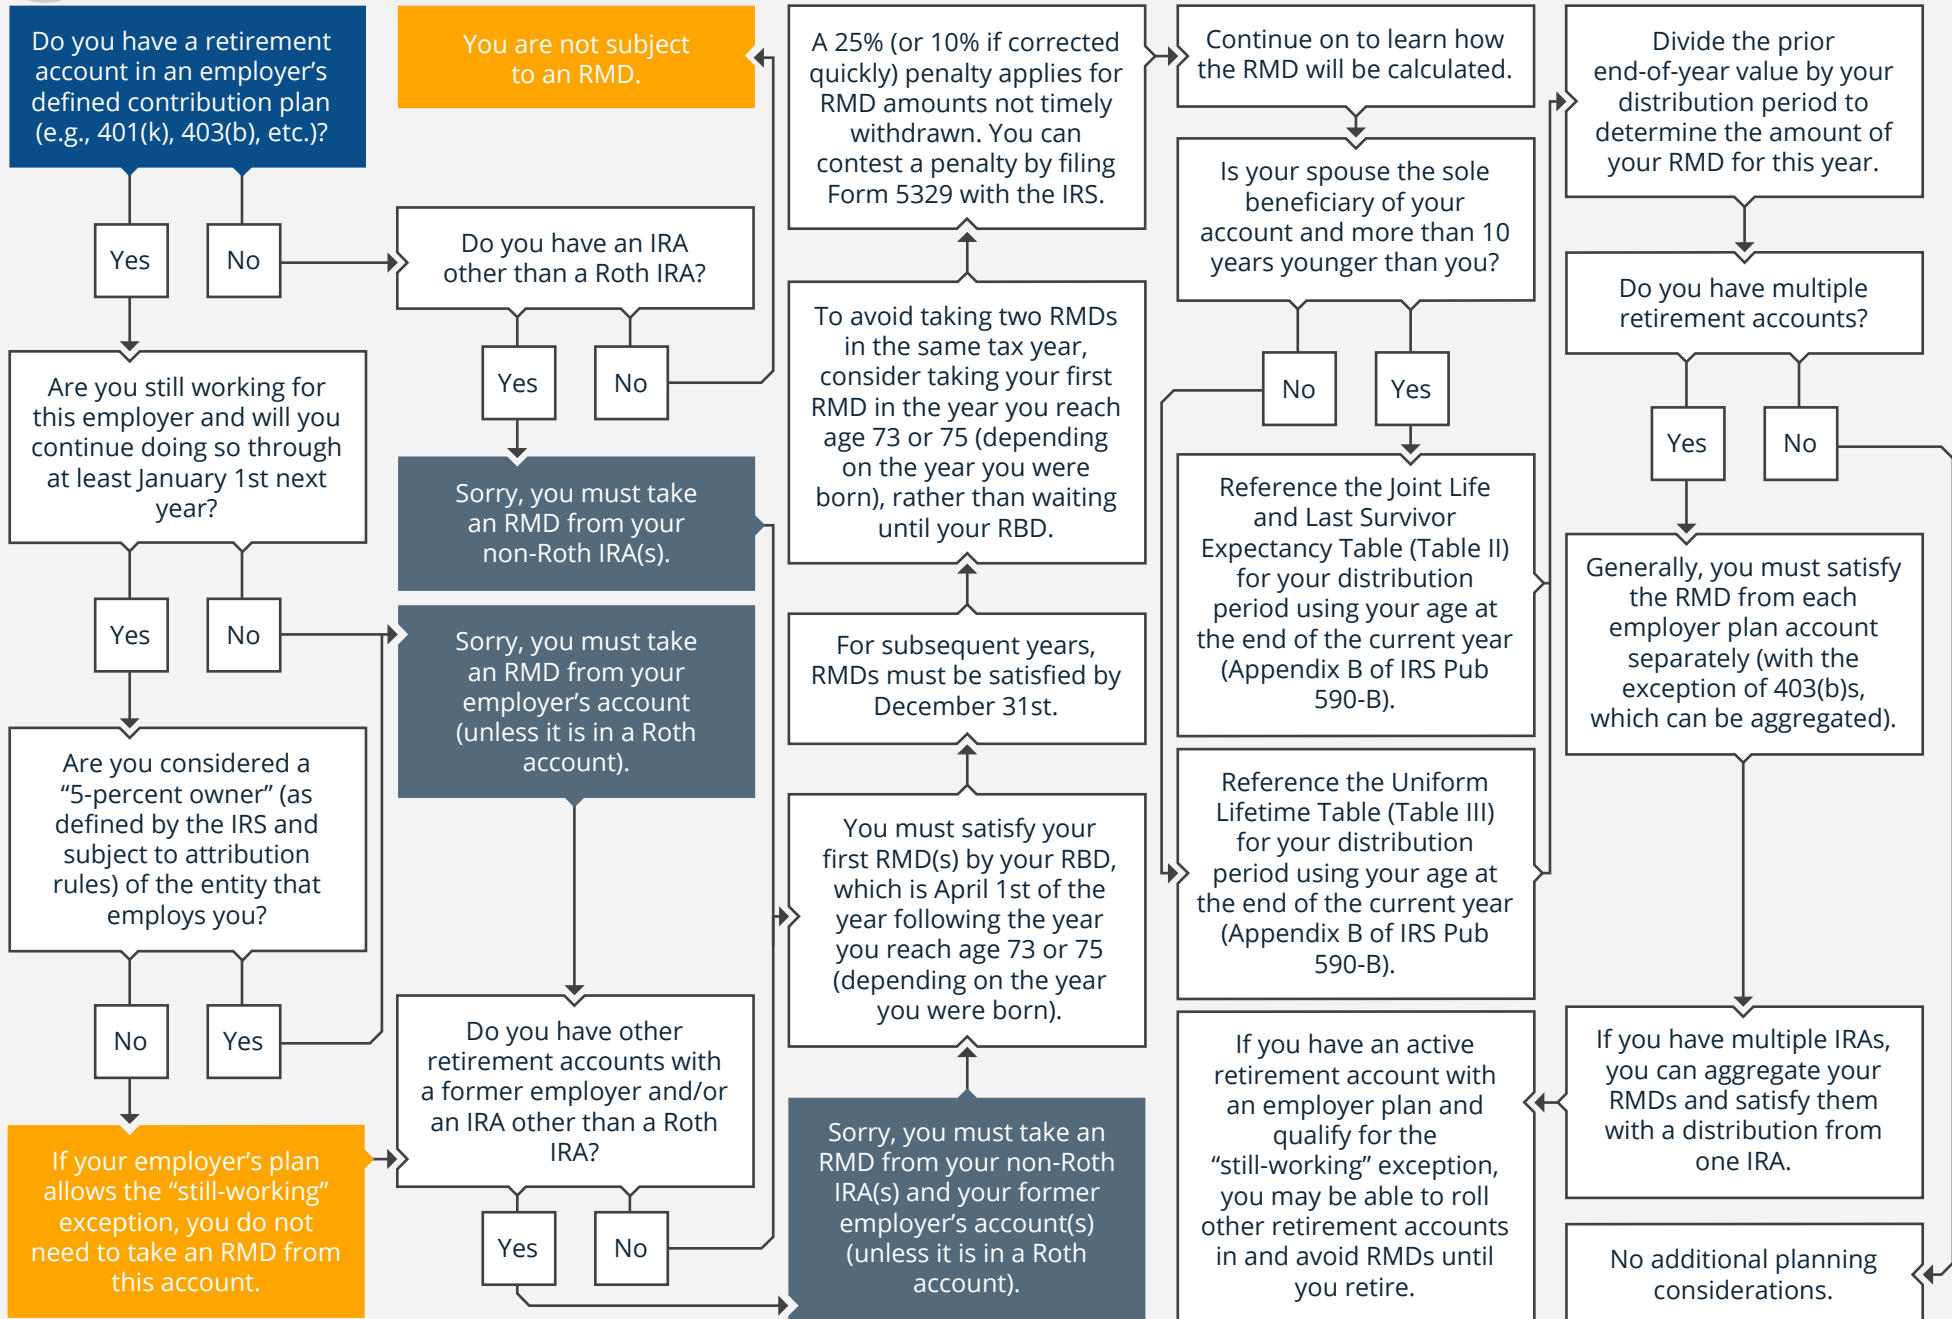 Do you have a retirement
account in an employer’s
defined contribution plan
(e.g., 401(k), 403(b), etc.)?
Yes
No
Are you still working for
this employer and will you
continue doing so through
at least January 1st next
year?
Yes
No
Are you considered a
“5-percent owner” (as
defined by the IRS and
subject to attribution
rules) of the entity that
employs you?
No
Yes
If your employer’s plan
allows the “still-working”
exception, you do not
need to take an RMD from
this account.
You are not subject
to an RMD.
Do you have an IRA
other than a Roth IRA?
Yes
No
Sorry, you must take
an RMD from your
non-Roth IRA(s).
Sorry, you must take
an RMD from your
employer’s account
(unless it is in a Roth
account).
Do you have other
retirement accounts with
a former employer and/or
an IRA other than a Roth
IRA?
Yes
No
A 25% (or 10% if corrected
quickly) penalty applies for
RMD amounts not timely
withdrawn. You can
contest a penalty by filing
Form 5329 with the IRS.
To avoid taking two RMDs
in the same tax year,
consider taking your first
RMD in the year you reach
age 73 or 75 (depending
on the year you were
born), rather than waiting
until your RBD.
For subsequent years,
RMDs must be satisfied by
December 31st.
You must satisfy your
first RMD(s) by your RBD,
which is April 1st of the
year following the year
you reach age 73 or 75
(depending on the year
you were born).
Sorry, you must take an
RMD from your non-Roth
IRA(s) and your former
employer’s account(s)
(unless it is in a Roth
account).
Continue on to learn how
the RMD will be calculated.
Is your spouse the sole
beneficiary of your
account and more than 10
years younger than you?
No
Yes
Reference the Joint Life
and Last Survivor
Expectancy Table (Table II)
for your distribution
period using your age at
the end of the current year
(Appendix B of IRS Pub
590-B).
Reference the Uniform
Lifetime Table (Table III)
for your distribution
period using your age at
the end of the current year
(Appendix B of IRS Pub
590-B).
If you have an active
retirement account with
an employer plan and
qualify for the
“still-working” exception,
you may be able to roll
other retirement accounts
in and avoid RMDs until
you retire.
Divide the prior
end-of-year value by your
distribution period to
determine the amount of
your RMD for this year.
Do you have multiple
retirement accounts?
Yes
No
Generally, you must satisfy
the RMD from each
employer plan account
separately (with the
exception of 403(b)s,
which can be aggregated).
If you have multiple IRAs,
you can aggregate your
RMDs and satisfy them
with a distribution from
one IRA.
No additional planning
considerations.